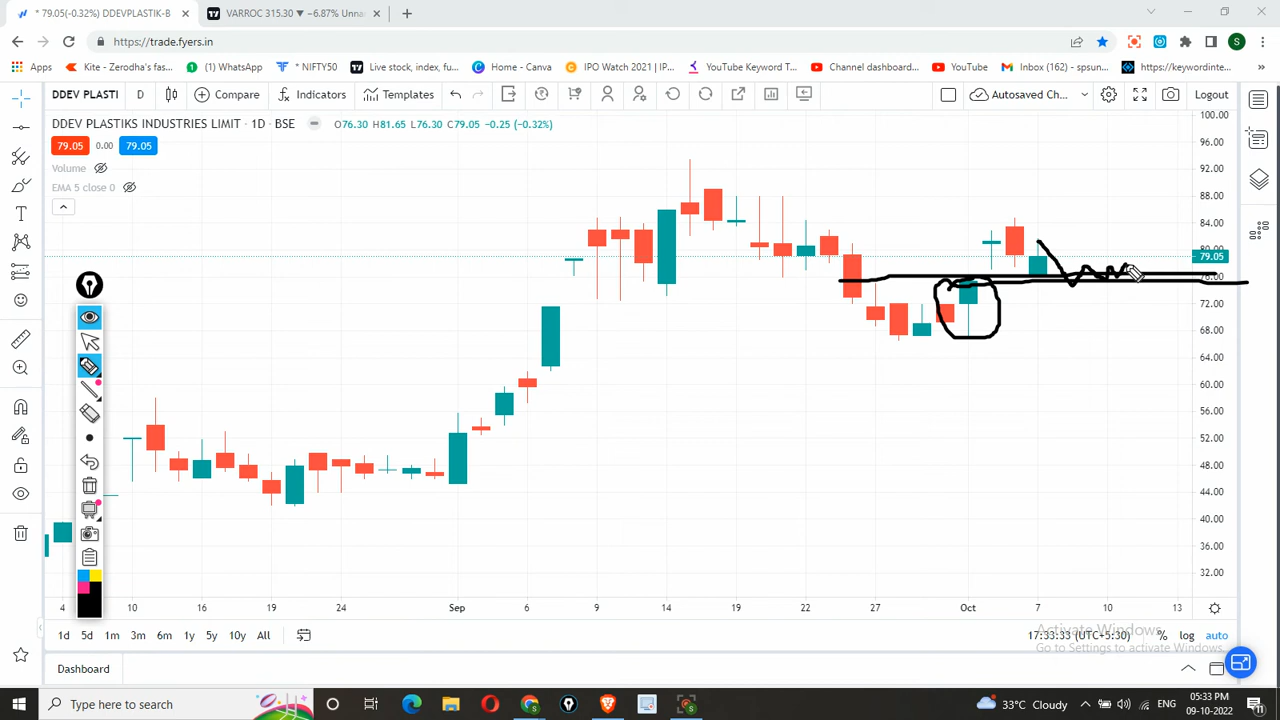 * 79.05(-0.32%) DDEVPLASTIK-B
VARROC 315.30 ▼ −6.87% Unna
https://trade.fyers.in
S
Apps
Kite - Zerodha's fas...
(1) WhatsApp
* NIFTY50
Live stock, index, fu...
Home - Canva
IPO Watch 2021 | IP...
YouTube Keyword T...
Channel dashboard...
YouTube
Inbox (162) - spsun...
https://keywordinte...
DDEV PLASTI
D
Compare
Indicators
Templates
Autosaved Ch...
Logout
DDEV PLASTIKS INDUSTRIES LIMIT · 1D · BSE
O76.30 H81.65 L76.30 C79.05 -0.25 (−0.32%)
79.05
0.00
79.05
Volume
EMA 5 close 0
100.00
96.00
92.00
88.00
84.00
80.00
79.05
76.00
72.00
68.00
64.00
60.00
56.00
52.00
48.00
44.00
40.00
36.00
32.00
4
10
16
19
24
Sep
6
9
14
19
22
27
Oct
7
10
13
1d
5d
1m
3m
6m
1y
5y
10y
All
17:33:33 (UTC+5:30)
%
log
auto
Activate Windows
Go to Settings to activate Windows.
Dashboard
Type here to search
33°C Cloudy
ENG
05:33 PM
09-10-2022
11